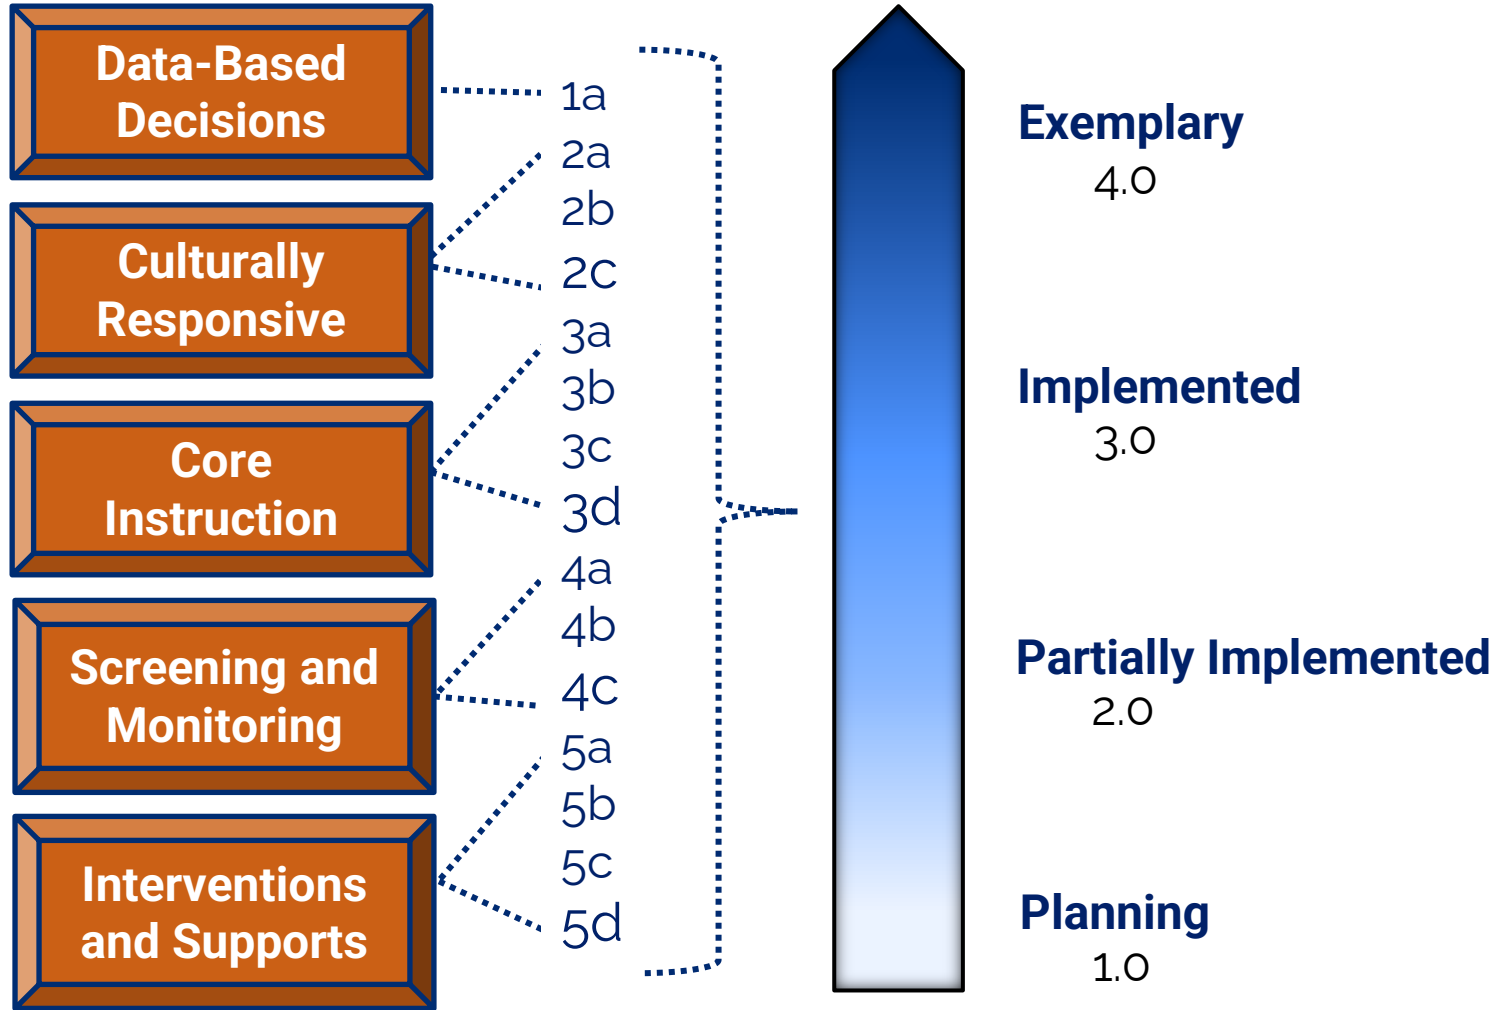 Data-Based
Decisions
Culturally
Responsive
Core
Instruction
Screening and
Monitoring
Interventions
and Supports
1a
2a
2b
2c
3a
3b
3c
3d
4a
4b
4c
5a
5b
5c
5d
Exemplary
4.0
Implemented
3.0
Partially Implemented
2.0
Planning
1.0